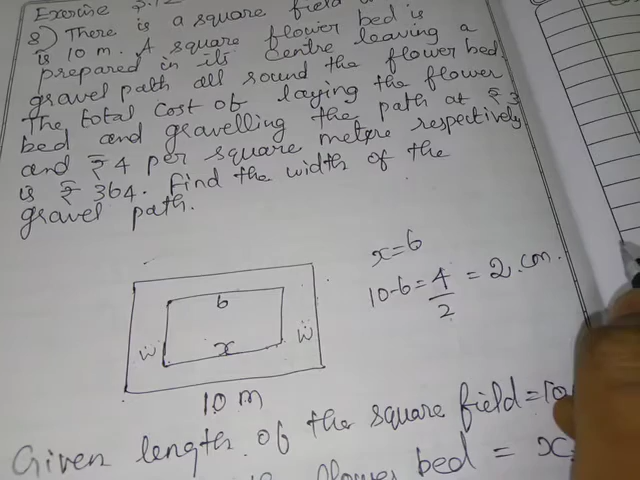 Exercise 3.12
8) There is a square field
is 10 m. A square flower bed is
prepared in its centre leaving a
gravel path all sound the flower bed.
The total cost of laying the flower
bed and gravelling the path at ₹ 3
and ₹ 4 per square metre respectively
is ₹ 364. Find the width of the
gravel path.
x=6
10-6 = 4/2 = 2 cm.
6
w x w
10 m
Given length of the square field = 10
flower bed = x